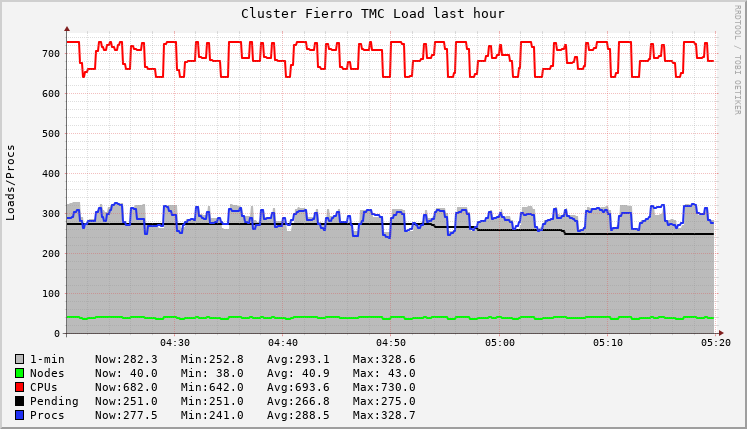 Cluster Fierro TMC Load last hour
RRDTOOL / TOBI OETIKER
Loads/Procs
700
600
500
400
300
200
100
0
04:30 04:40 04:50 05:00 05:10 05:20
1-min Now:282.3 Min:252.8 Avg:293.1 Max:328.6
Nodes Now: 40.0 Min: 38.0 Avg: 40.9 Max: 43.0
CPUs Now:682.0 Min:642.0 Avg:693.6 Max:730.0
Pending Now:251.0 Min:251.0 Avg:266.8 Max:275.0
Procs Now:277.5 Min:241.0 Avg:288.5 Max:328.7